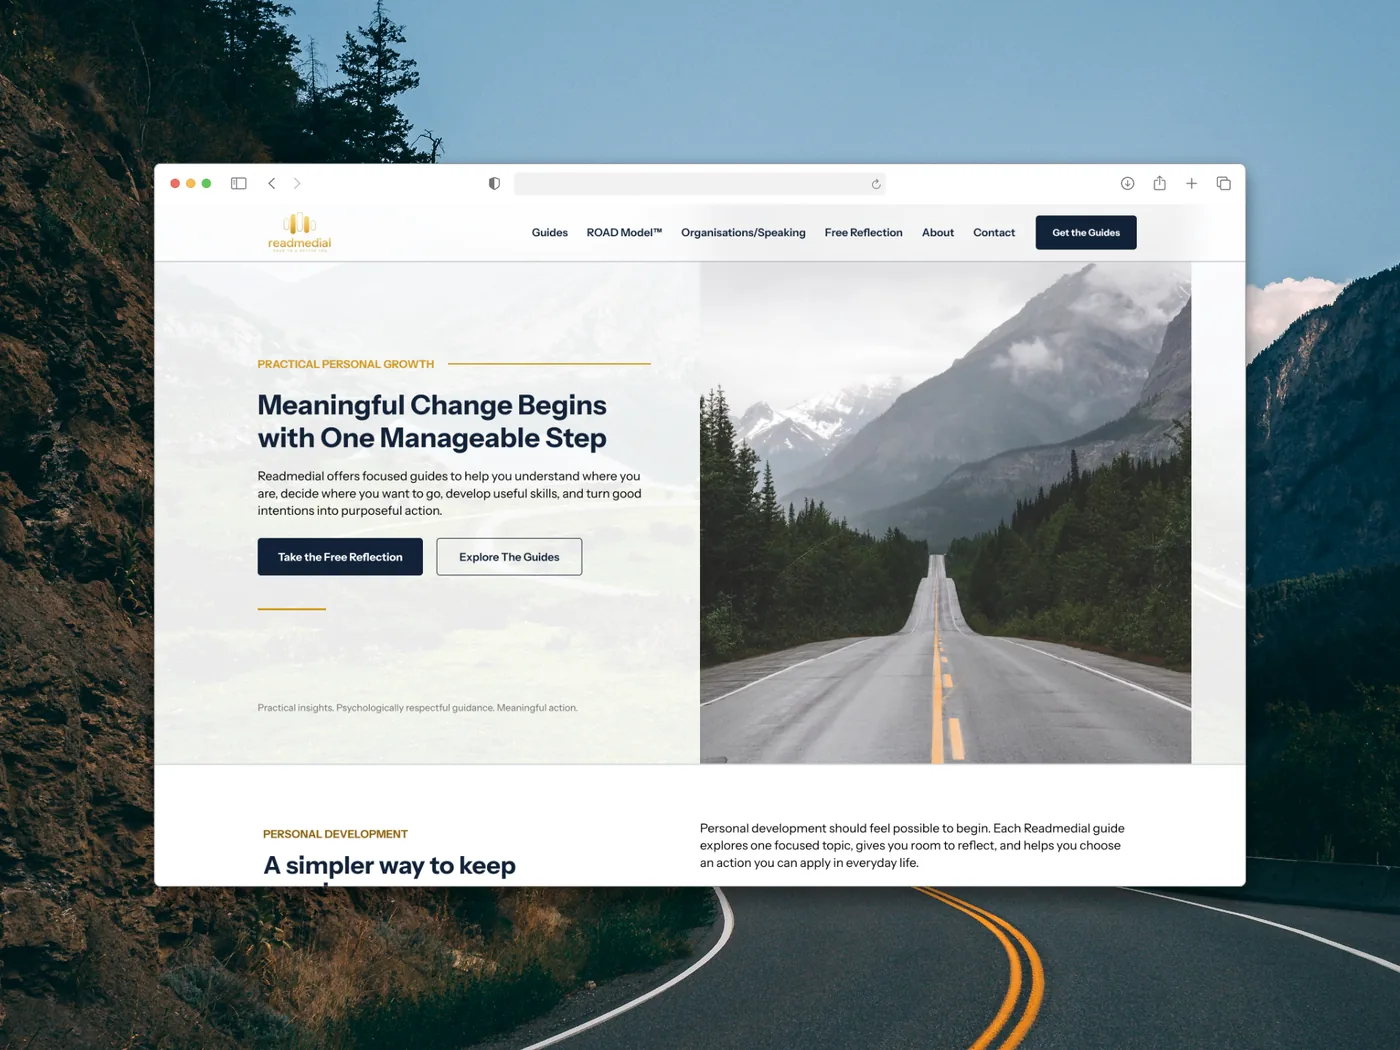 readmedial
Guides
ROAD Model™
Organisations/Speaking
Free Reflection
About
Contact
Get the Guides
PRACTICAL PERSONAL GROWTH
Meaningful Change Begins
with One Manageable Step
Readmedial offers focused guides to help you understand where you
are, decide where you want to go, develop useful skills, and turn good
intentions into purposeful action.
Take the Free Reflection
Explore The Guides
Practical insights. Psychologically respectful guidance. Meaningful action.
PERSONAL DEVELOPMENT
A simpler way to keep
Personal development should feel possible to begin. Each Readmedial guide
explores one focused topic, gives you room to reflect, and helps you choose
an action you can apply in everyday life.